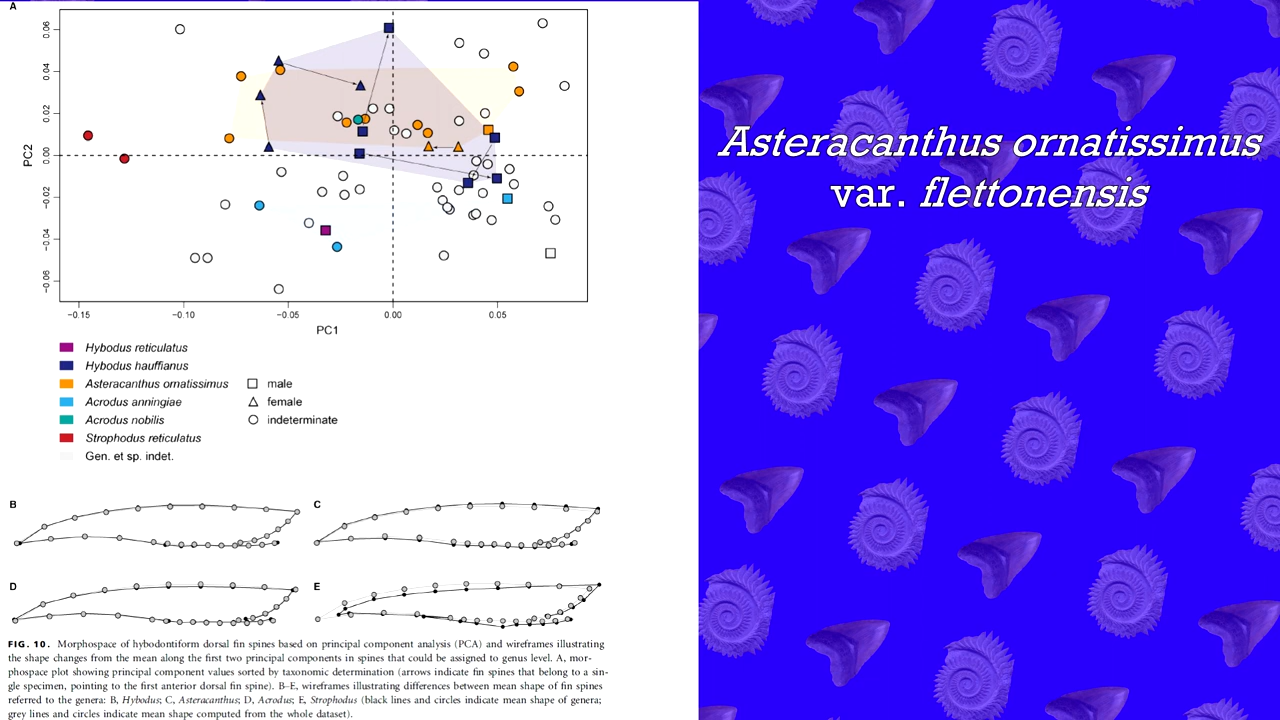 A
0.06
0.04
0.02
0.00
−0.02
−0.04
−0.06
PC2
−0.15
−0.10
−0.05
0.00
0.05
PC1
Hybodus reticulatus
Hybodus hauffianus
Asteracanthus ornatissimus
Acrodus anningiae
Acrodus nobilis
Strophodus reticulatus
Gen. et sp. indet.
male
female
indeterminate
B
C
D
E
FIG. 10. Morphospace of hybodontiform dorsal fin spines based on principal component analysis (PCA) and wireframes illustrating
the shape changes from the mean along the first two principal components in spines that could be assigned to genus level. A, mor-
phospace plot showing principal component values sorted by taxonomic determination (arrows indicate fin spines that belong to a sin-
gle specimen, pointing to the first anterior dorsal fin spine). B–E, wireframes illustrating differences between mean shape of fin spines
referred to the genera: B, Hybodus; C, Asteracanthus; D, Acrodus; E, Strophodus (black lines and circles indicate mean shape of genera;
grey lines and circles indicate mean shape computed from the whole dataset).
Asteracanthus ornatissimus
var. flettonensis